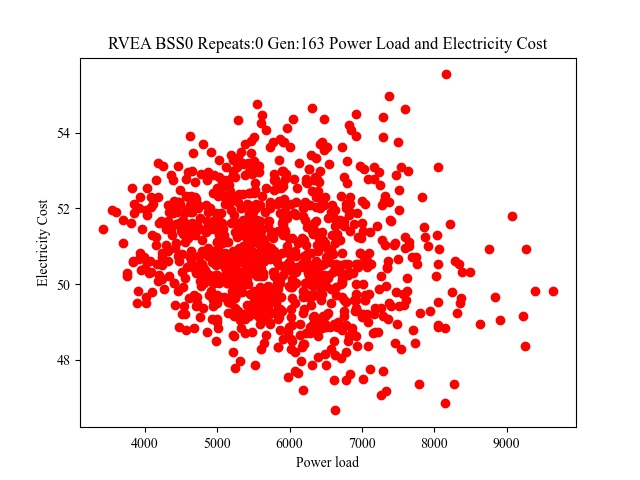 RVEA BSS0 Repeats:0 Gen:163 Power Load and Electricity Cost
Electricity Cost
54
52
50
48
4000 5000 6000 7000 8000 9000
Power load